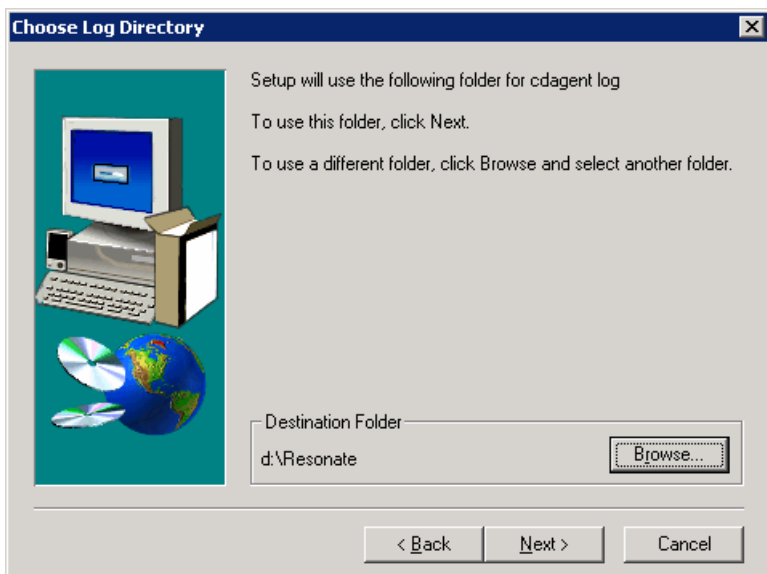 Choose Log Directory
Setup will use the following folder for cdagent log
To use this folder, click Next.
To use a different folder, click Browse and select another folder.
Destination Folder
d:\Resonate
Browse...
< Back
Next >
Cancel